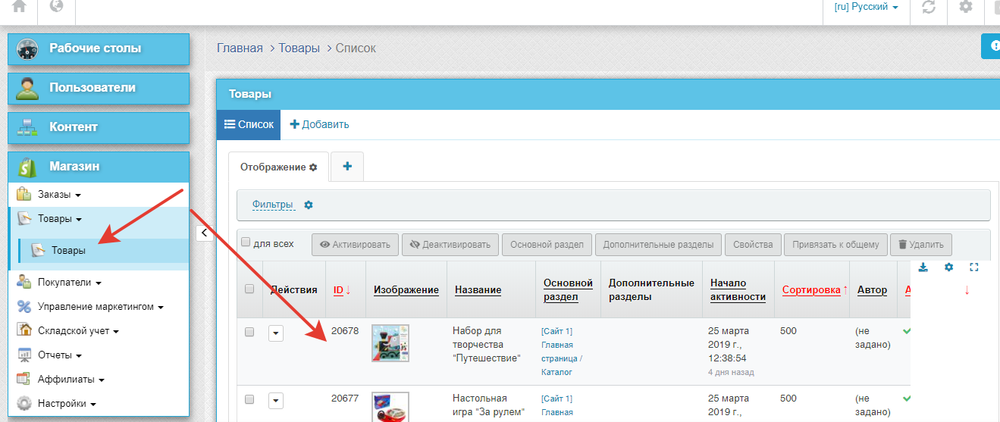 [ru] Русский
Рабочие столы
Пользователи
Контент
Магазин
Заказы
Товары
Товары
Покупатели
Управление маркетингом
Складской учет
Отчеты
Аффилиаты
Настройки
Главная > Товары > Список
Товары
Список
Добавить
Отображение
Фильтры
для всех
Активировать
Деактивировать
Основной раздел
Дополнительные разделы
Свойства
Привязать к общему
Удалить
Действия
ID ↓
Изображение
Название
Основной
раздел
Дополнительные
разделы
Начало
активности
Сортировка ↑
Автор
20678
Набор для
творчества
"Путешествие"
[Сайт 1]
Главная
страница /
Каталог
25 марта
2019 г.,
12:38:54
4 дня назад
500
(не
задано)
20677
Настольная
игра "За рулем"
[Сайт 1]
Главная
25 марта
2019 г.,
500
(не
задано)